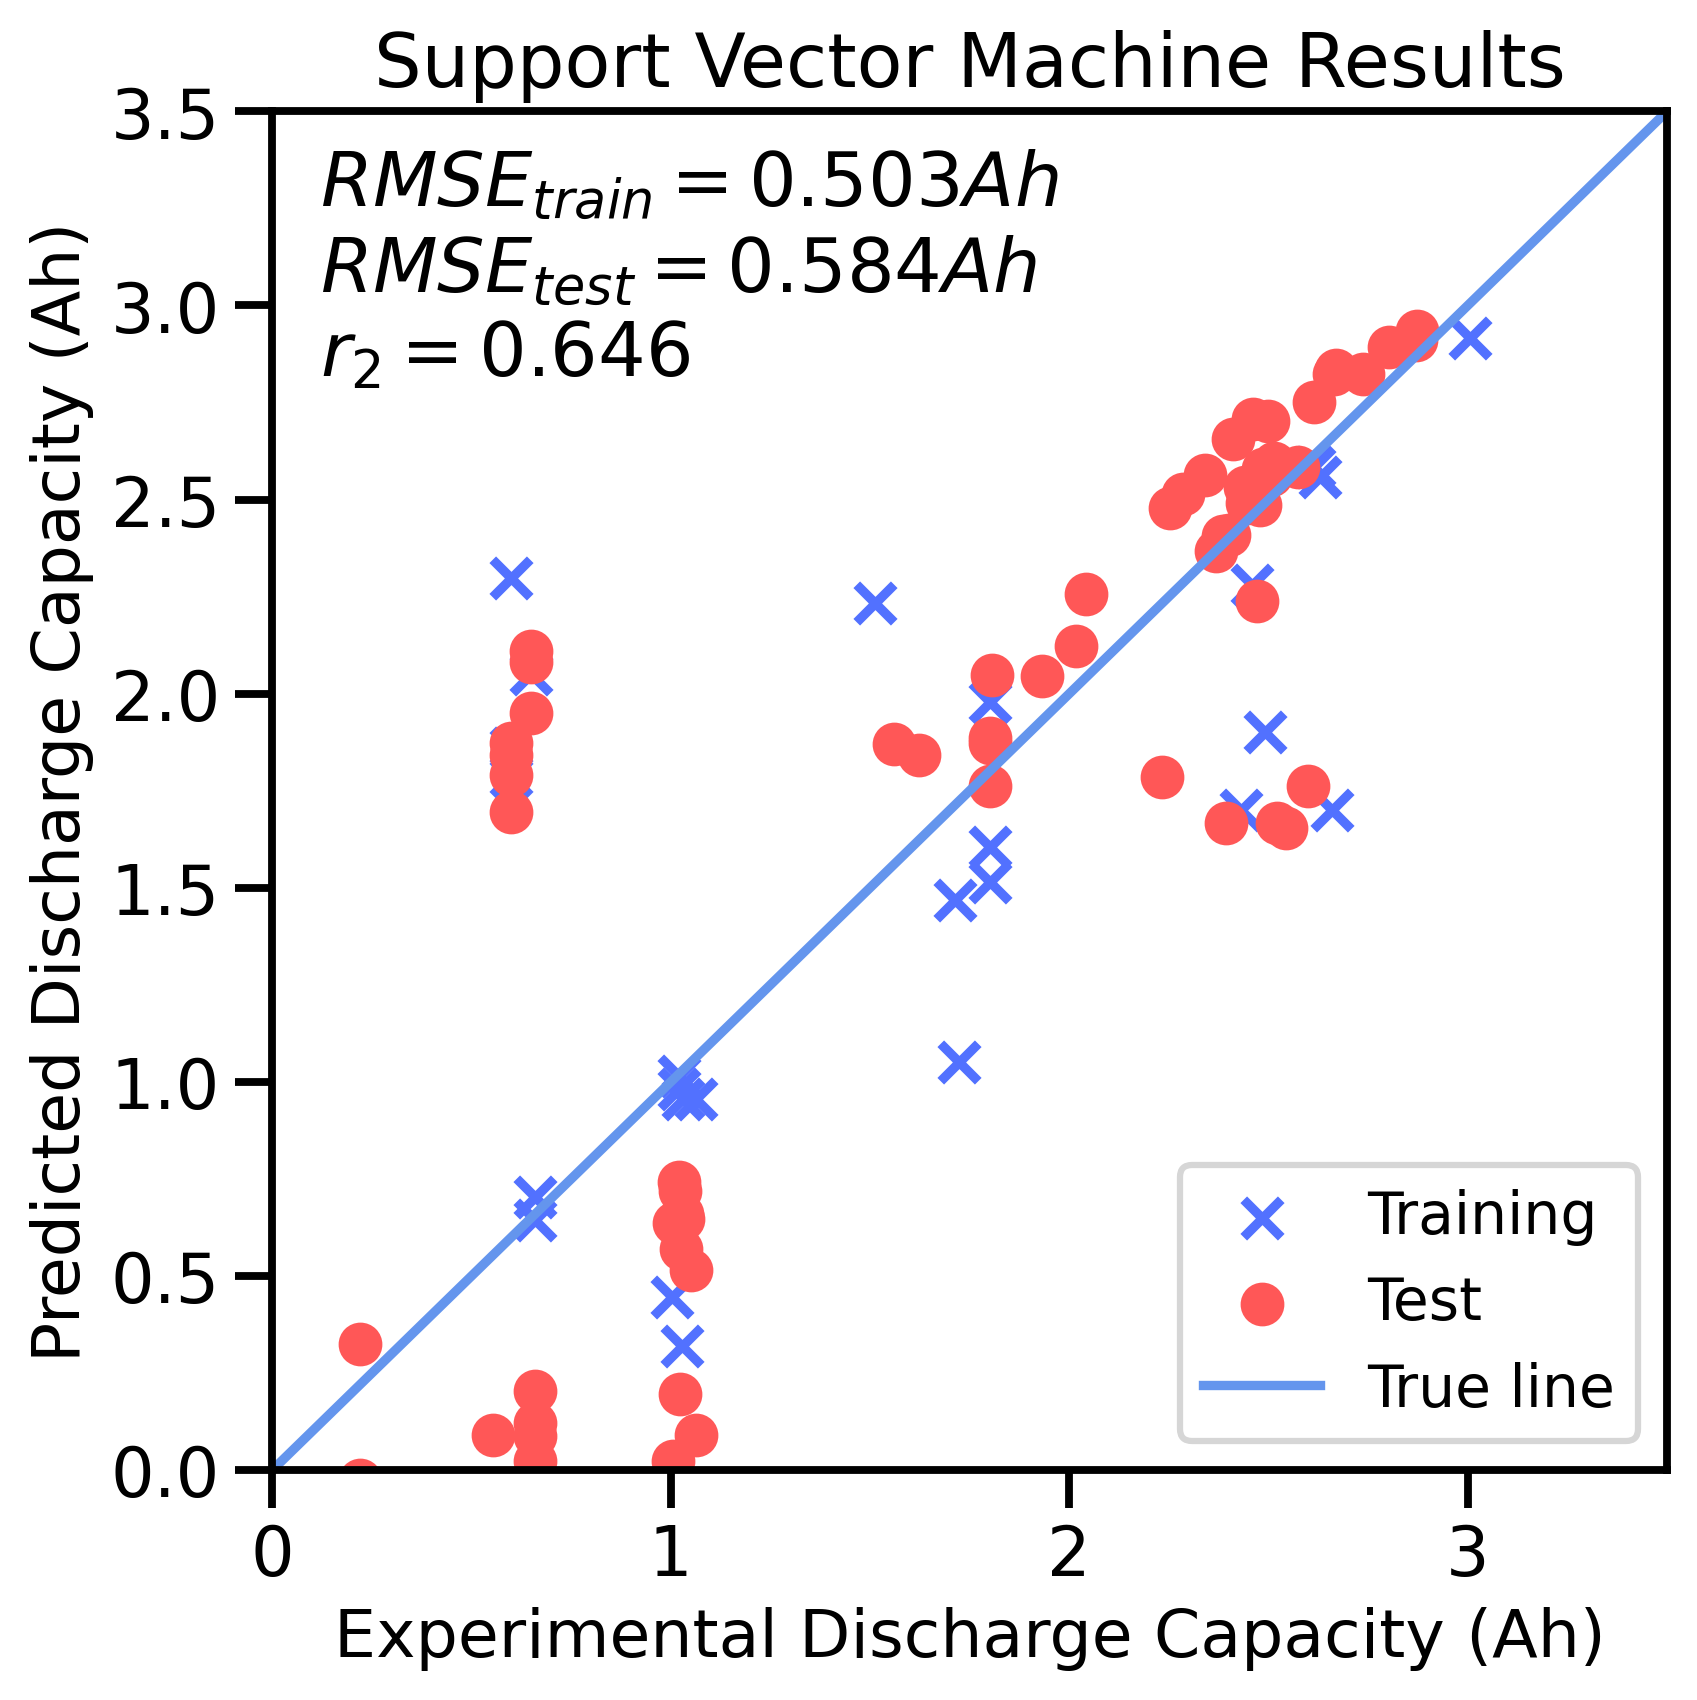 Support Vector Machine Results
3.5
3.0
2.5
2.0
1.5
1.0
0.5
0.0
Predicted Discharge Capacity (Ah)
RMSE_train = 0.503Ah
RMSE_test = 0.584Ah
r_2 = 0.646
Training
Test
True line
0 1 2 3
Experimental Discharge Capacity (Ah)